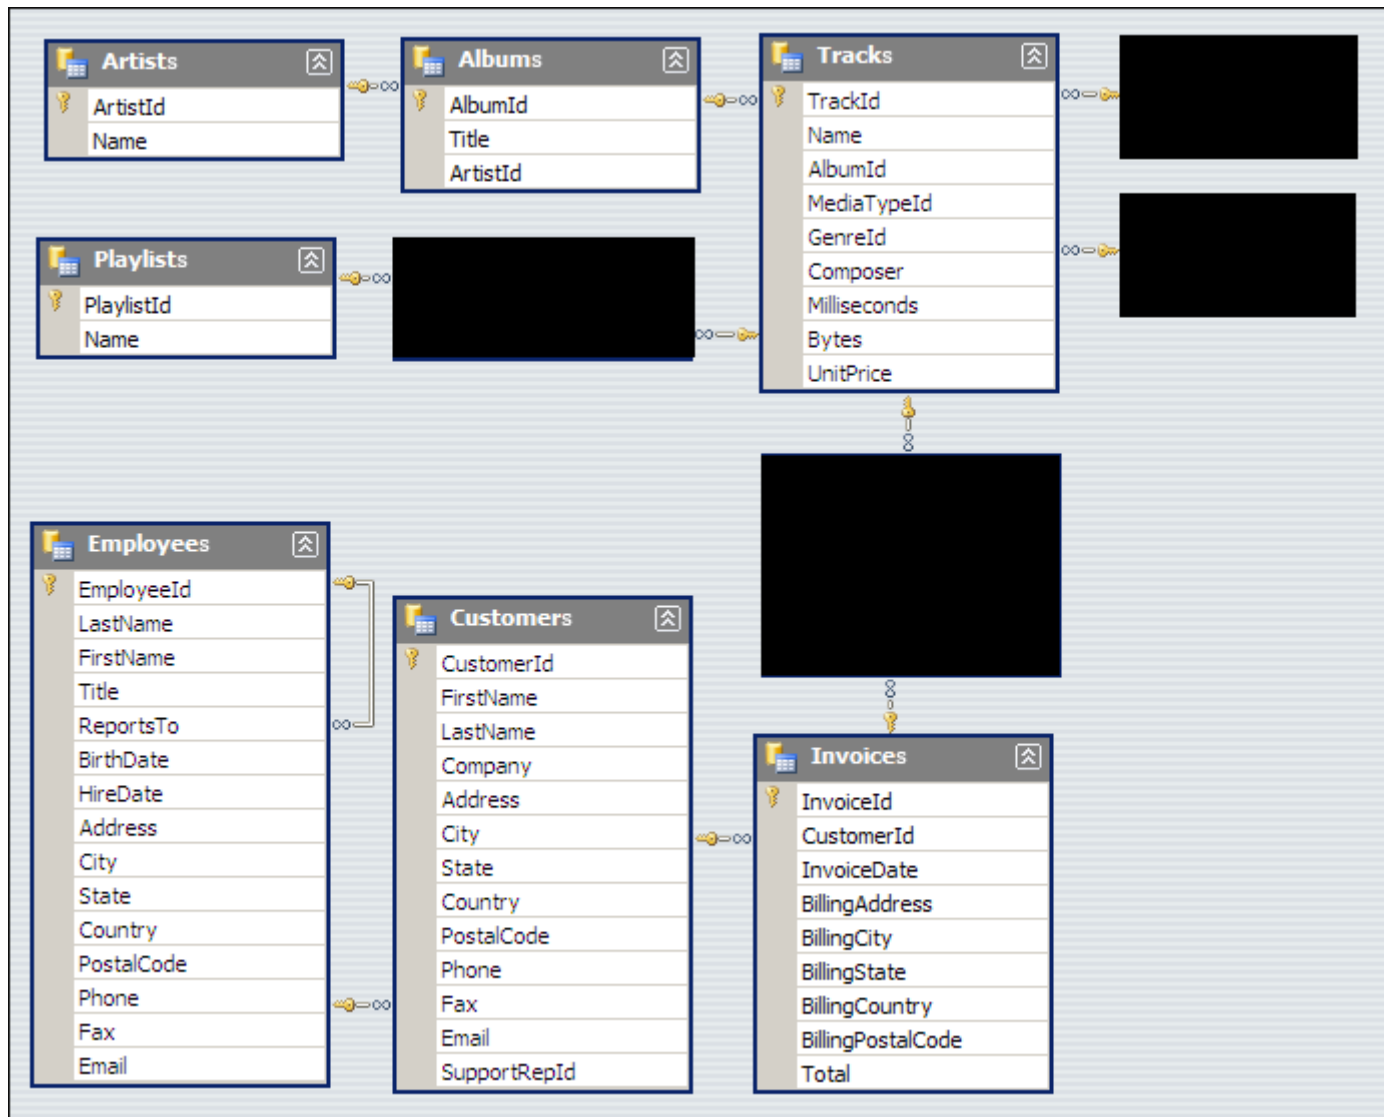 Artists
ArtistId
Name
Albums
AlbumId
Title
ArtistId
Tracks
TrackId
Name
AlbumId
MediaTypeId
GenreId
Composer
Milliseconds
Bytes
UnitPrice
Playlists
PlaylistId
Name
Employees
EmployeeId
LastName
FirstName
Title
ReportsTo
BirthDate
HireDate
Address
City
State
Country
PostalCode
Phone
Fax
Email
Customers
CustomerId
FirstName
LastName
Company
Address
City
State
Country
PostalCode
Phone
Fax
Email
SupportRepId
Invoices
InvoiceId
CustomerId
InvoiceDate
BillingAddress
BillingCity
BillingState
BillingCountry
BillingPostalCode
Total